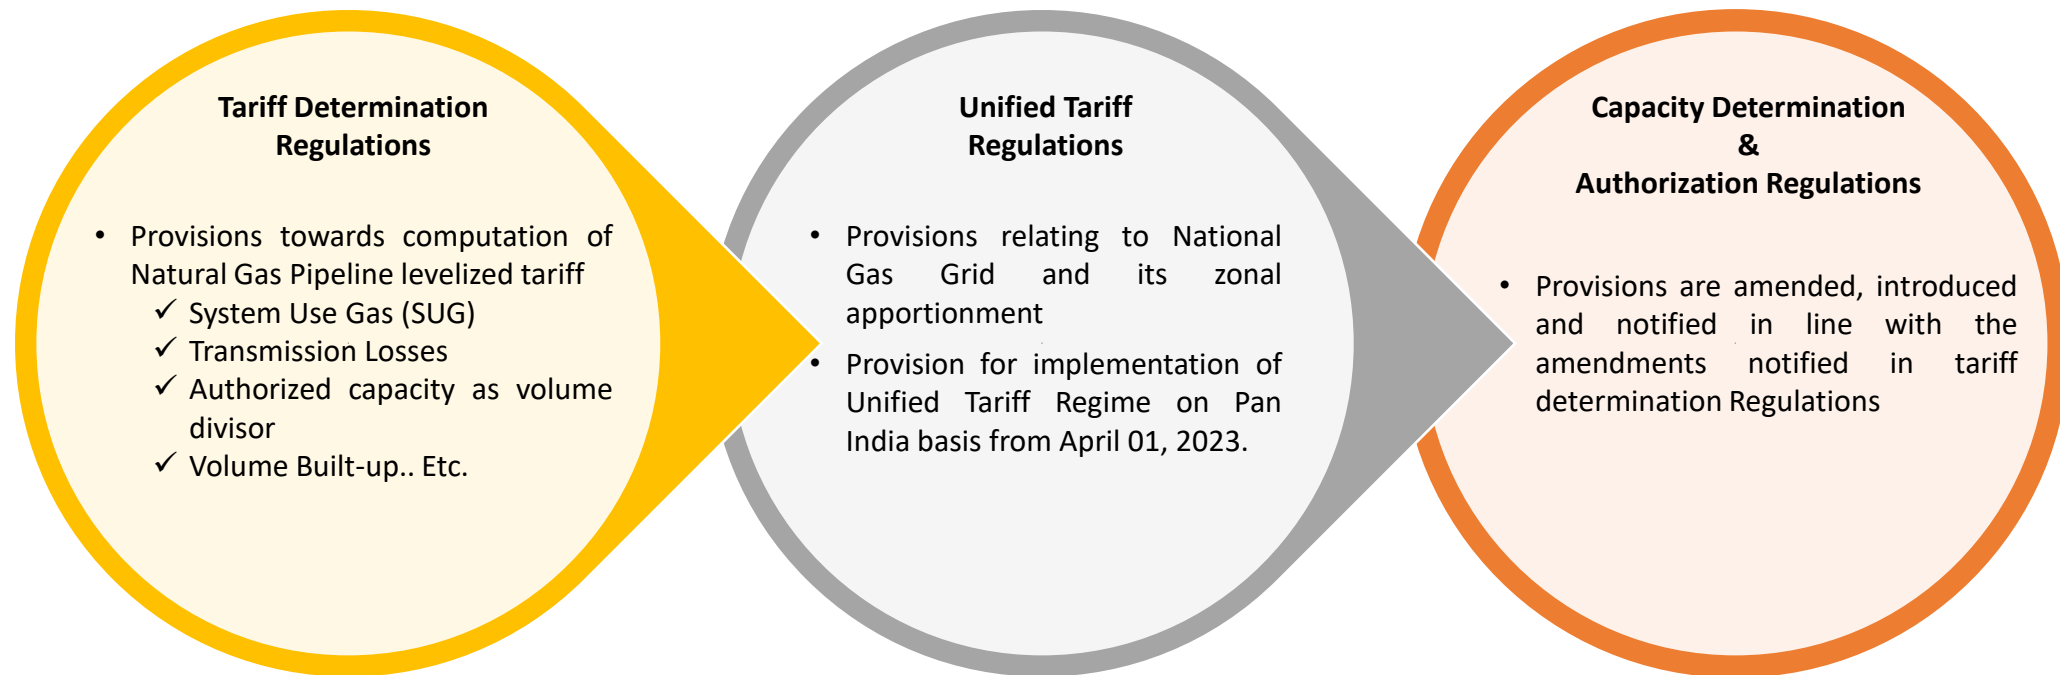 Tariff Determination
Regulations
• Provisions towards computation of
Natural Gas Pipeline levelized tariff
✓ System Use Gas (SUG)
✓ Transmission Losses
✓ Authorized capacity as volume
divisor
✓ Volume Built-up.. Etc.
Unified Tariff
Regulations
• Provisions relating to National
Gas Grid and its zonal
apportionment
• Provision for implementation of
Unified Tariff Regime on Pan
India basis from April 01, 2023.
Capacity Determination
&
Authorization Regulations
• Provisions are amended, introduced
and notified in line with the
amendments notified in tariff
determination Regulations